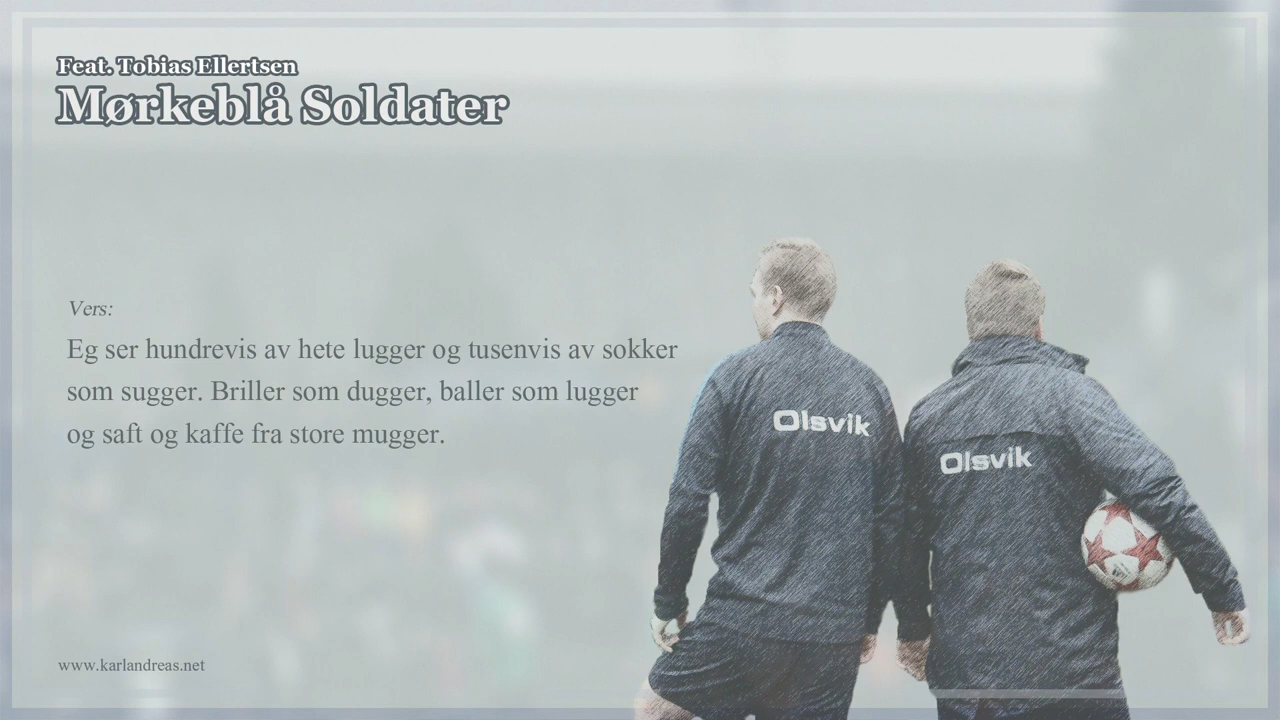 Feat. Tobias Ellertsen
Mørkeblå Soldater
Vers:
Eg ser hundrevis av hete lugger og tusenvis av sokker
som sugger. Briller som dugger, baller som lugger
og saft og kaffe fra store mugger.
Olsvik
Olsvik
www.karlandreas.net